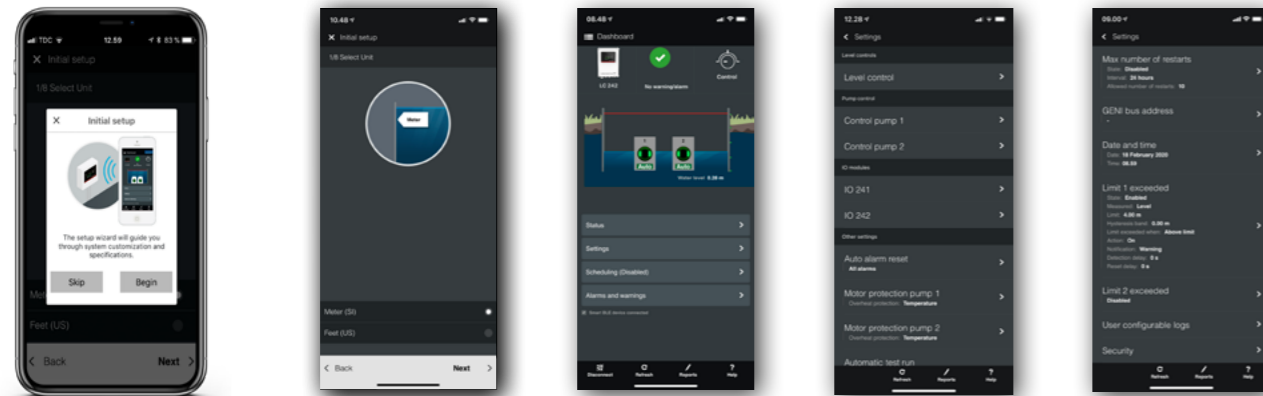 TDC 12.59 83 %
X Initial setup
1/8 Select Unit
X Initial setup
The setup wizard will guide you
through system customization and
specifications.
Skip Begin
Feet (US)
< Back Next >
10.48
X Initial setup
1/8 Select Unit
Meter
Meter (SI)
Feet (US)
< Back Next >
08.48
Dashboard
LC 242 No warning/alarm Control
1 2
Auto Auto
Water level 0.39 m
Status >
Settings >
Scheduling (Disabled) >
Alarms and warnings >
Disconnect Refresh Reports Help
12.28
< Settings
Level controls
Level control >
Pump control
Control pump 1 >
Control pump 2 >
IO modules
IO 241 >
IO 242 >
Other settings
Auto alarm reset >
All alarms
Motor protection pump 1 >
Overheat protection: Temperature
Motor protection pump 2 >
Overheat protection: Temperature
Automatic test run
Refresh Reports Help
09.00
< Settings
Max number of restarts >
State: Disabled
Interval: 24 hours
Allowed number of restarts: 10
GENI bus address >
-
Date and time >
Date: 16 February 2020
Time: 08.59
Limit 1 exceeded >
State: Enabled
Measured: Level
Limit: 4.00 m
Hysteresis band: 0.00 m
Limit exceeded when: Above limit
Action: On
Notification: Warning
Detection delay: 0 s
Reset delay: 0 s
Limit 2 exceeded >
Disabled
User configurable logs >
Security >
Refresh Reports Help